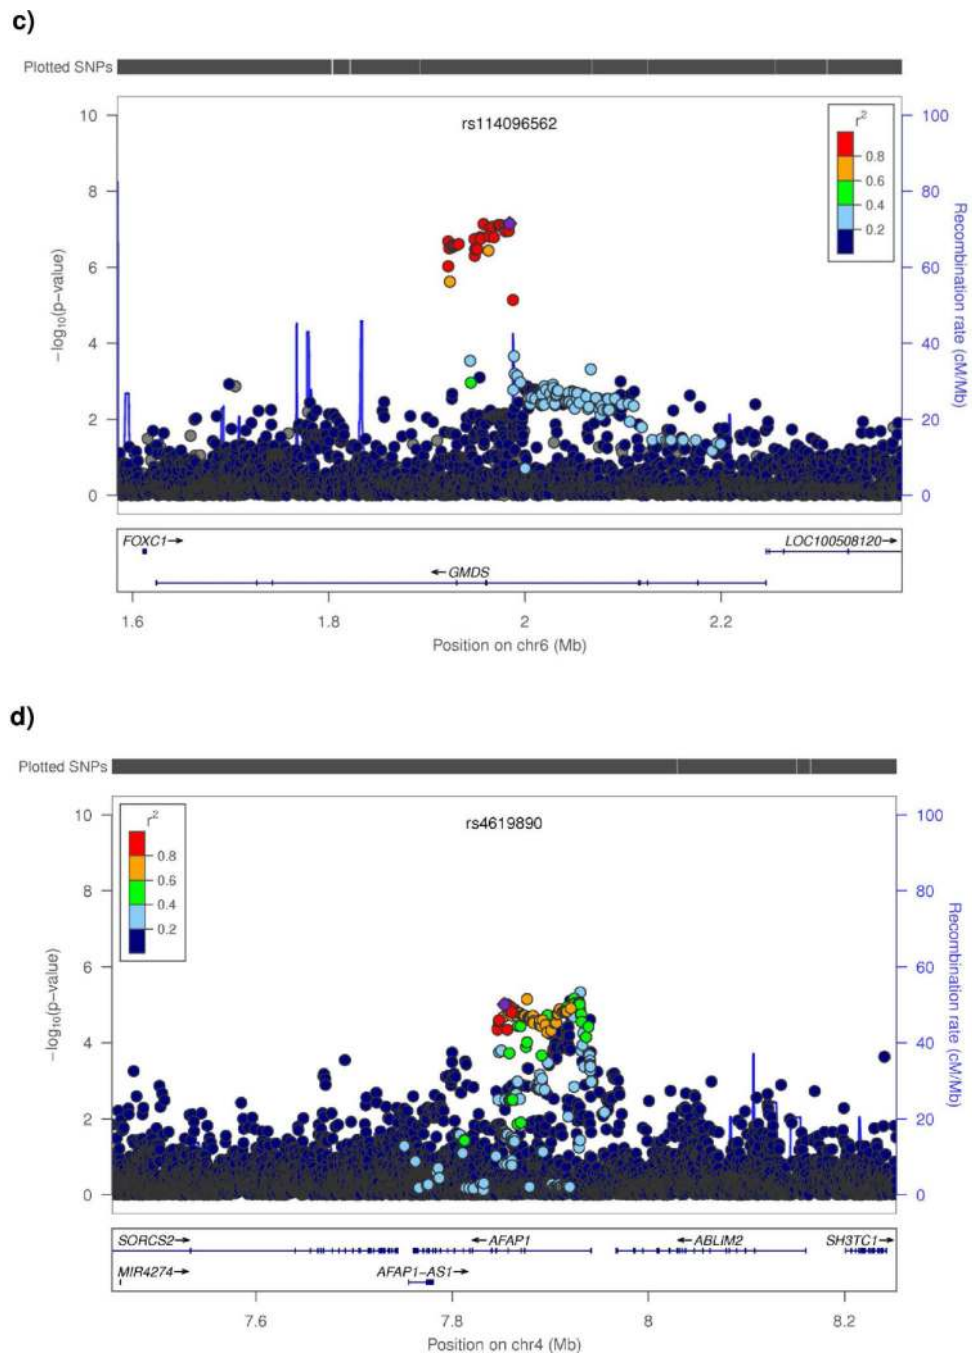 c)
Plotted SNPs
rs114096562
r²
0.8
0.6
0.4
0.2
10
8
6
4
2
0
−log₁₀(p−value)
100
80
60
40
20
0
Recombination rate (cM/Mb)
FOXC1→
LOC100508120→
←GMDS
1.6
1.8
2
2.2
Position on chr6 (Mb)
d)
Plotted SNPs
rs4619890
r²
0.8
0.6
0.4
0.2
10
8
6
4
2
0
−log₁₀(p−value)
100
80
60
40
20
0
Recombination rate (cM/Mb)
SORCS2→
←AFAP1
←ABLIM2
SH3TC1→
MIR4274→
AFAP1−AS1→
7.6
7.8
8
8.2
Position on chr4 (Mb)